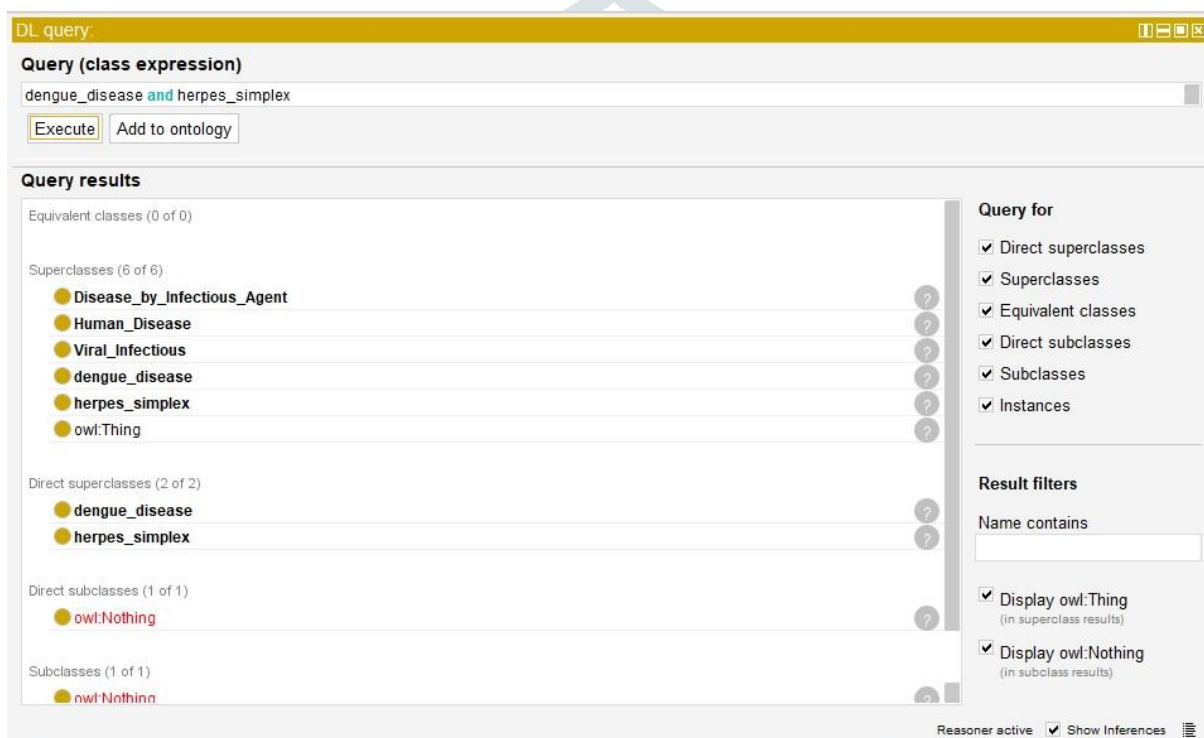 DL query:
Query (class expression)
dengue_disease and herpes_simplex
Execute Add to ontology
Query results
Equivalent classes (0 of 0)
Superclasses (6 of 6)
Disease_by_Infectious_Agent ?
Human_Disease ?
Viral_Infectious ?
dengue_disease ?
herpes_simplex ?
owl:Thing ?
Direct superclasses (2 of 2)
dengue_disease ?
herpes_simplex ?
Direct subclasses (1 of 1)
owl:Nothing ?
Subclasses (1 of 1)
owl:Nothing ?
Query for
Direct superclasses
Superclasses
Equivalent classes
Direct subclasses
Subclasses
Instances
Result filters
Name contains
Display owl:Thing
(in superclass results)
Display owl:Nothing
(in subclass results)
Reasoner active Show Inferences